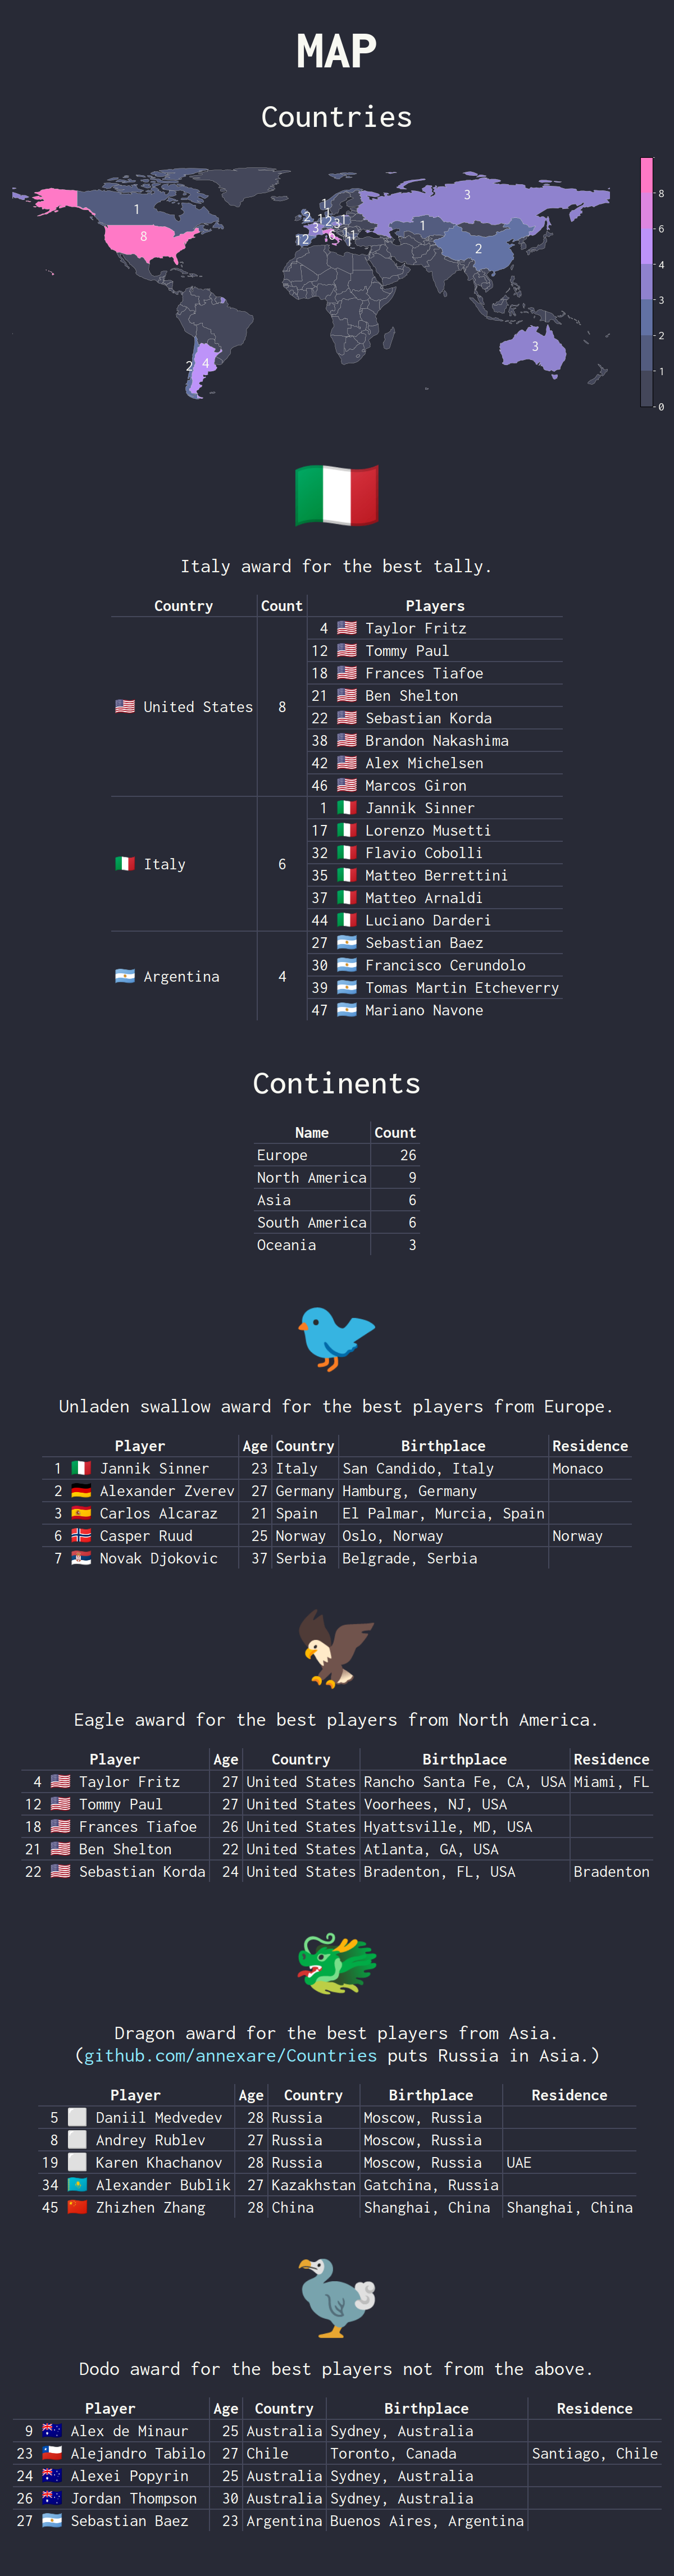 MAP
Countries
1
8
3
1
2
3
2
4
1
2
1
1
2
3
1
3
6
1
1
1
2
1
8
6
4
3
2
1
0
Italy award for the best tally.
Country Count Players
United States 8
4 Taylor Fritz
12 Tommy Paul
18 Frances Tiafoe
21 Ben Shelton
22 Sebastian Korda
38 Brandon Nakashima
42 Alex Michelsen
46 Marcos Giron
Italy 6
1 Jannik Sinner
17 Lorenzo Musetti
32 Flavio Cobolli
35 Matteo Berrettini
37 Matteo Arnaldi
44 Luciano Darderi
Argentina 4
27 Sebastian Baez
30 Francisco Cerundolo
39 Tomas Martin Etcheverry
47 Mariano Navone
Continents
Name Count
Europe 26
North America 9
Asia 6
South America 6
Oceania 3
Unladen swallow award for the best players from Europe.
Player Age Country Birthplace Residence
1 Jannik Sinner 23 Italy San Candido, Italy Monaco
2 Alexander Zverev 27 Germany Hamburg, Germany
3 Carlos Alcaraz 21 Spain El Palmar, Murcia, Spain
6 Casper Ruud 25 Norway Oslo, Norway Norway
7 Novak Djokovic 37 Serbia Belgrade, Serbia
Eagle award for the best players from North America.
Player Age Country Birthplace Residence
4 Taylor Fritz 27 United States Rancho Santa Fe, CA, USA Miami, FL
12 Tommy Paul 27 United States Voorhees, NJ, USA
18 Frances Tiafoe 26 United States Hyattsville, MD, USA
21 Ben Shelton 22 United States Atlanta, GA, USA
22 Sebastian Korda 24 United States Bradenton, FL, USA Bradenton
Dragon award for the best players from Asia.
(github.com/annexare/Countries puts Russia in Asia.)
Player Age Country Birthplace Residence
5 Daniil Medvedev 28 Russia Moscow, Russia
8 Andrey Rublev 27 Russia Moscow, Russia
19 Karen Khachanov 28 Russia Moscow, Russia UAE
34 Alexander Bublik 27 Kazakhstan Gatchina, Russia
45 Zhizhen Zhang 28 China Shanghai, China Shanghai, China
Dodo award for the best players not from the above.
Player Age Country Birthplace Residence
9 Alex de Minaur 25 Australia Sydney, Australia
23 Alejandro Tabilo 27 Chile Toronto, Canada Santiago, Chile
24 Alexei Popyrin 25 Australia Sydney, Australia
26 Jordan Thompson 30 Australia Sydney, Australia
27 Sebastian Baez 23 Argentina Buenos Aires, Argentina